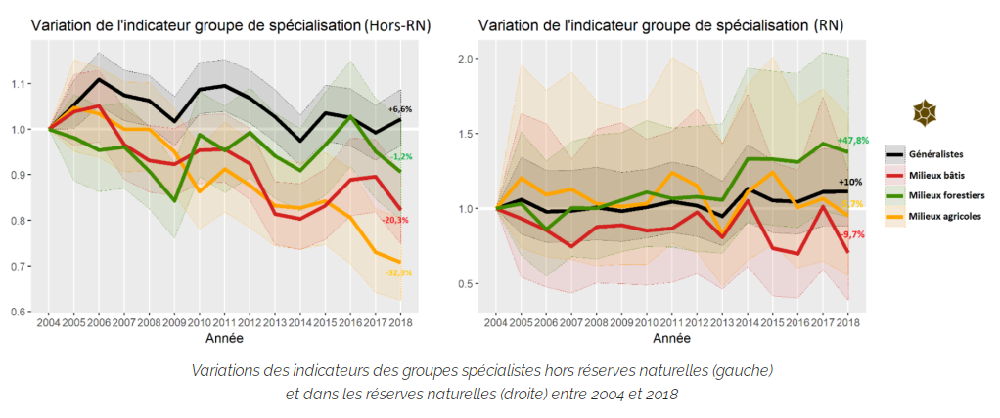 Variation de l'indicateur groupe de spécialisation (Hors-RN)
1.1
1.0
0.9
0.8
0.7
0.6
+6,6%
-1,2%
-20,3%
-32,3%
2004 2005 2006 2007 2008 2009 2010 2011 2012 2013 2014 2015 2016 2017 2018
Année
Variation de l'indicateur groupe de spécialisation (RN)
2.0
1.5
1.0
0.5
+47,8%
+10%
-9,7%
2004 2005 2006 2007 2008 2009 2010 2011 2012 2013 2014 2015 2016 2017 2018
Année
Généralistes
Milieux bâtis
Milieux forestiers
Milieux agricoles
Variations des indicateurs des groupes spécialistes hors réserves naturelles (gauche)
et dans les réserves naturelles (droite) entre 2004 et 2018